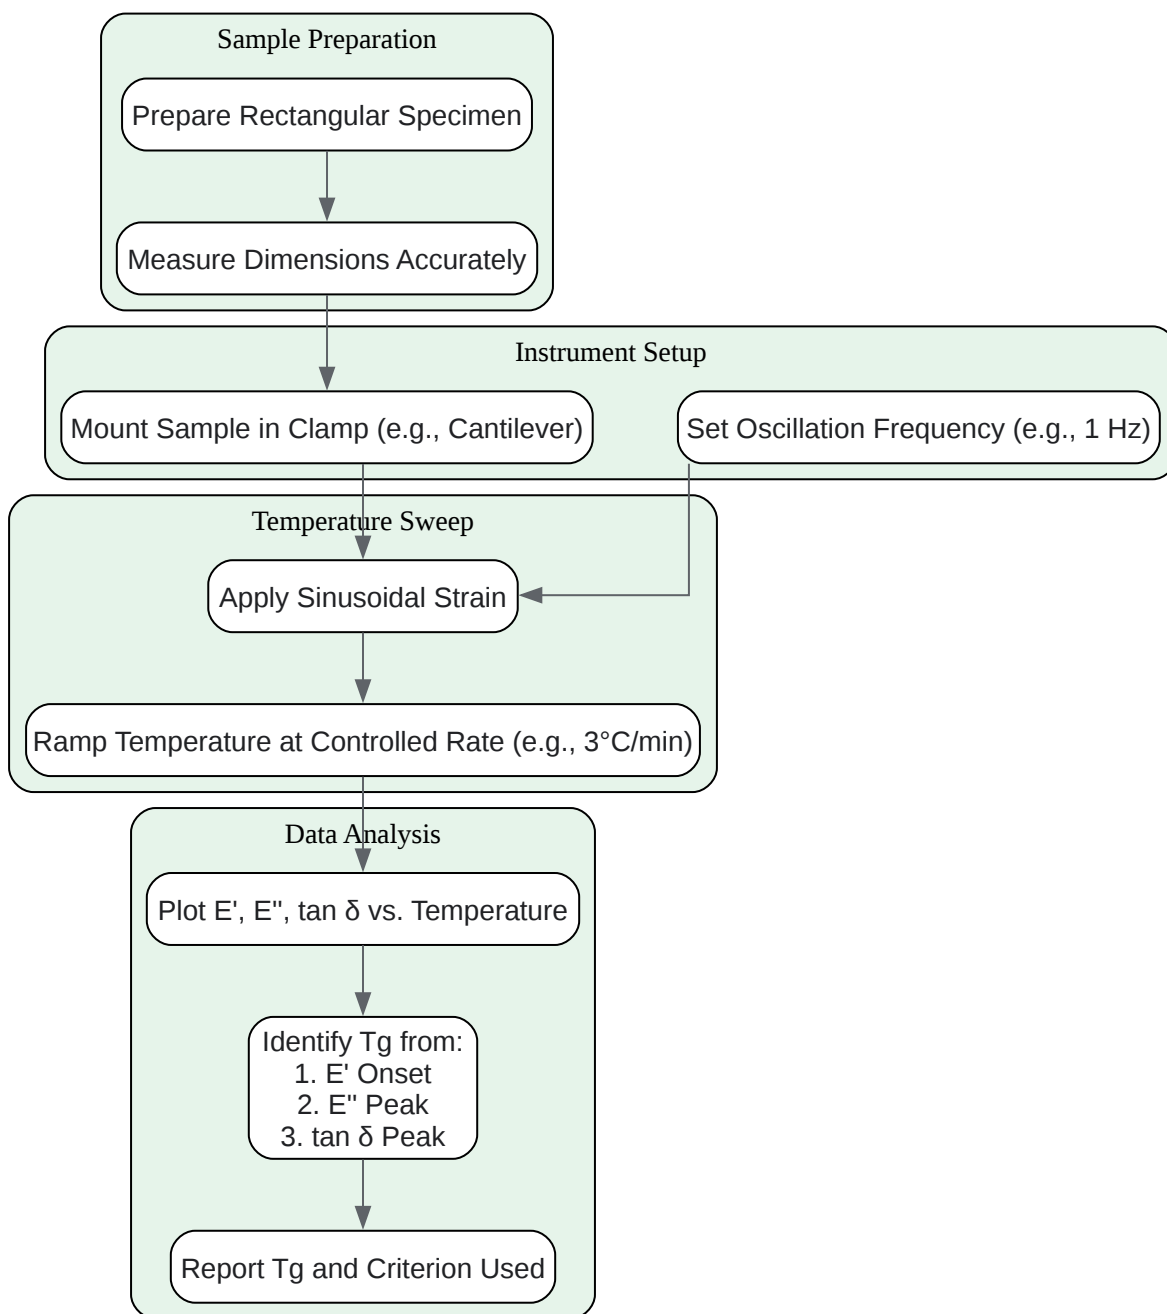 Sample Preparation
Prepare Rectangular Specimen
Measure Dimensions Accurately
Instrument Setup
Mount Sample in Clamp (e.g., Cantilever)
Set Oscillation Frequency (e.g., 1 Hz)
Temperature Sweep
Apply Sinusoidal Strain
Ramp Temperature at Controlled Rate (e.g., 3°C/min)
Data Analysis
Plot E', E'', tan δ vs. Temperature
Identify Tg from:
1. E' Onset
2. E'' Peak
3. tan δ Peak
Report Tg and Criterion Used